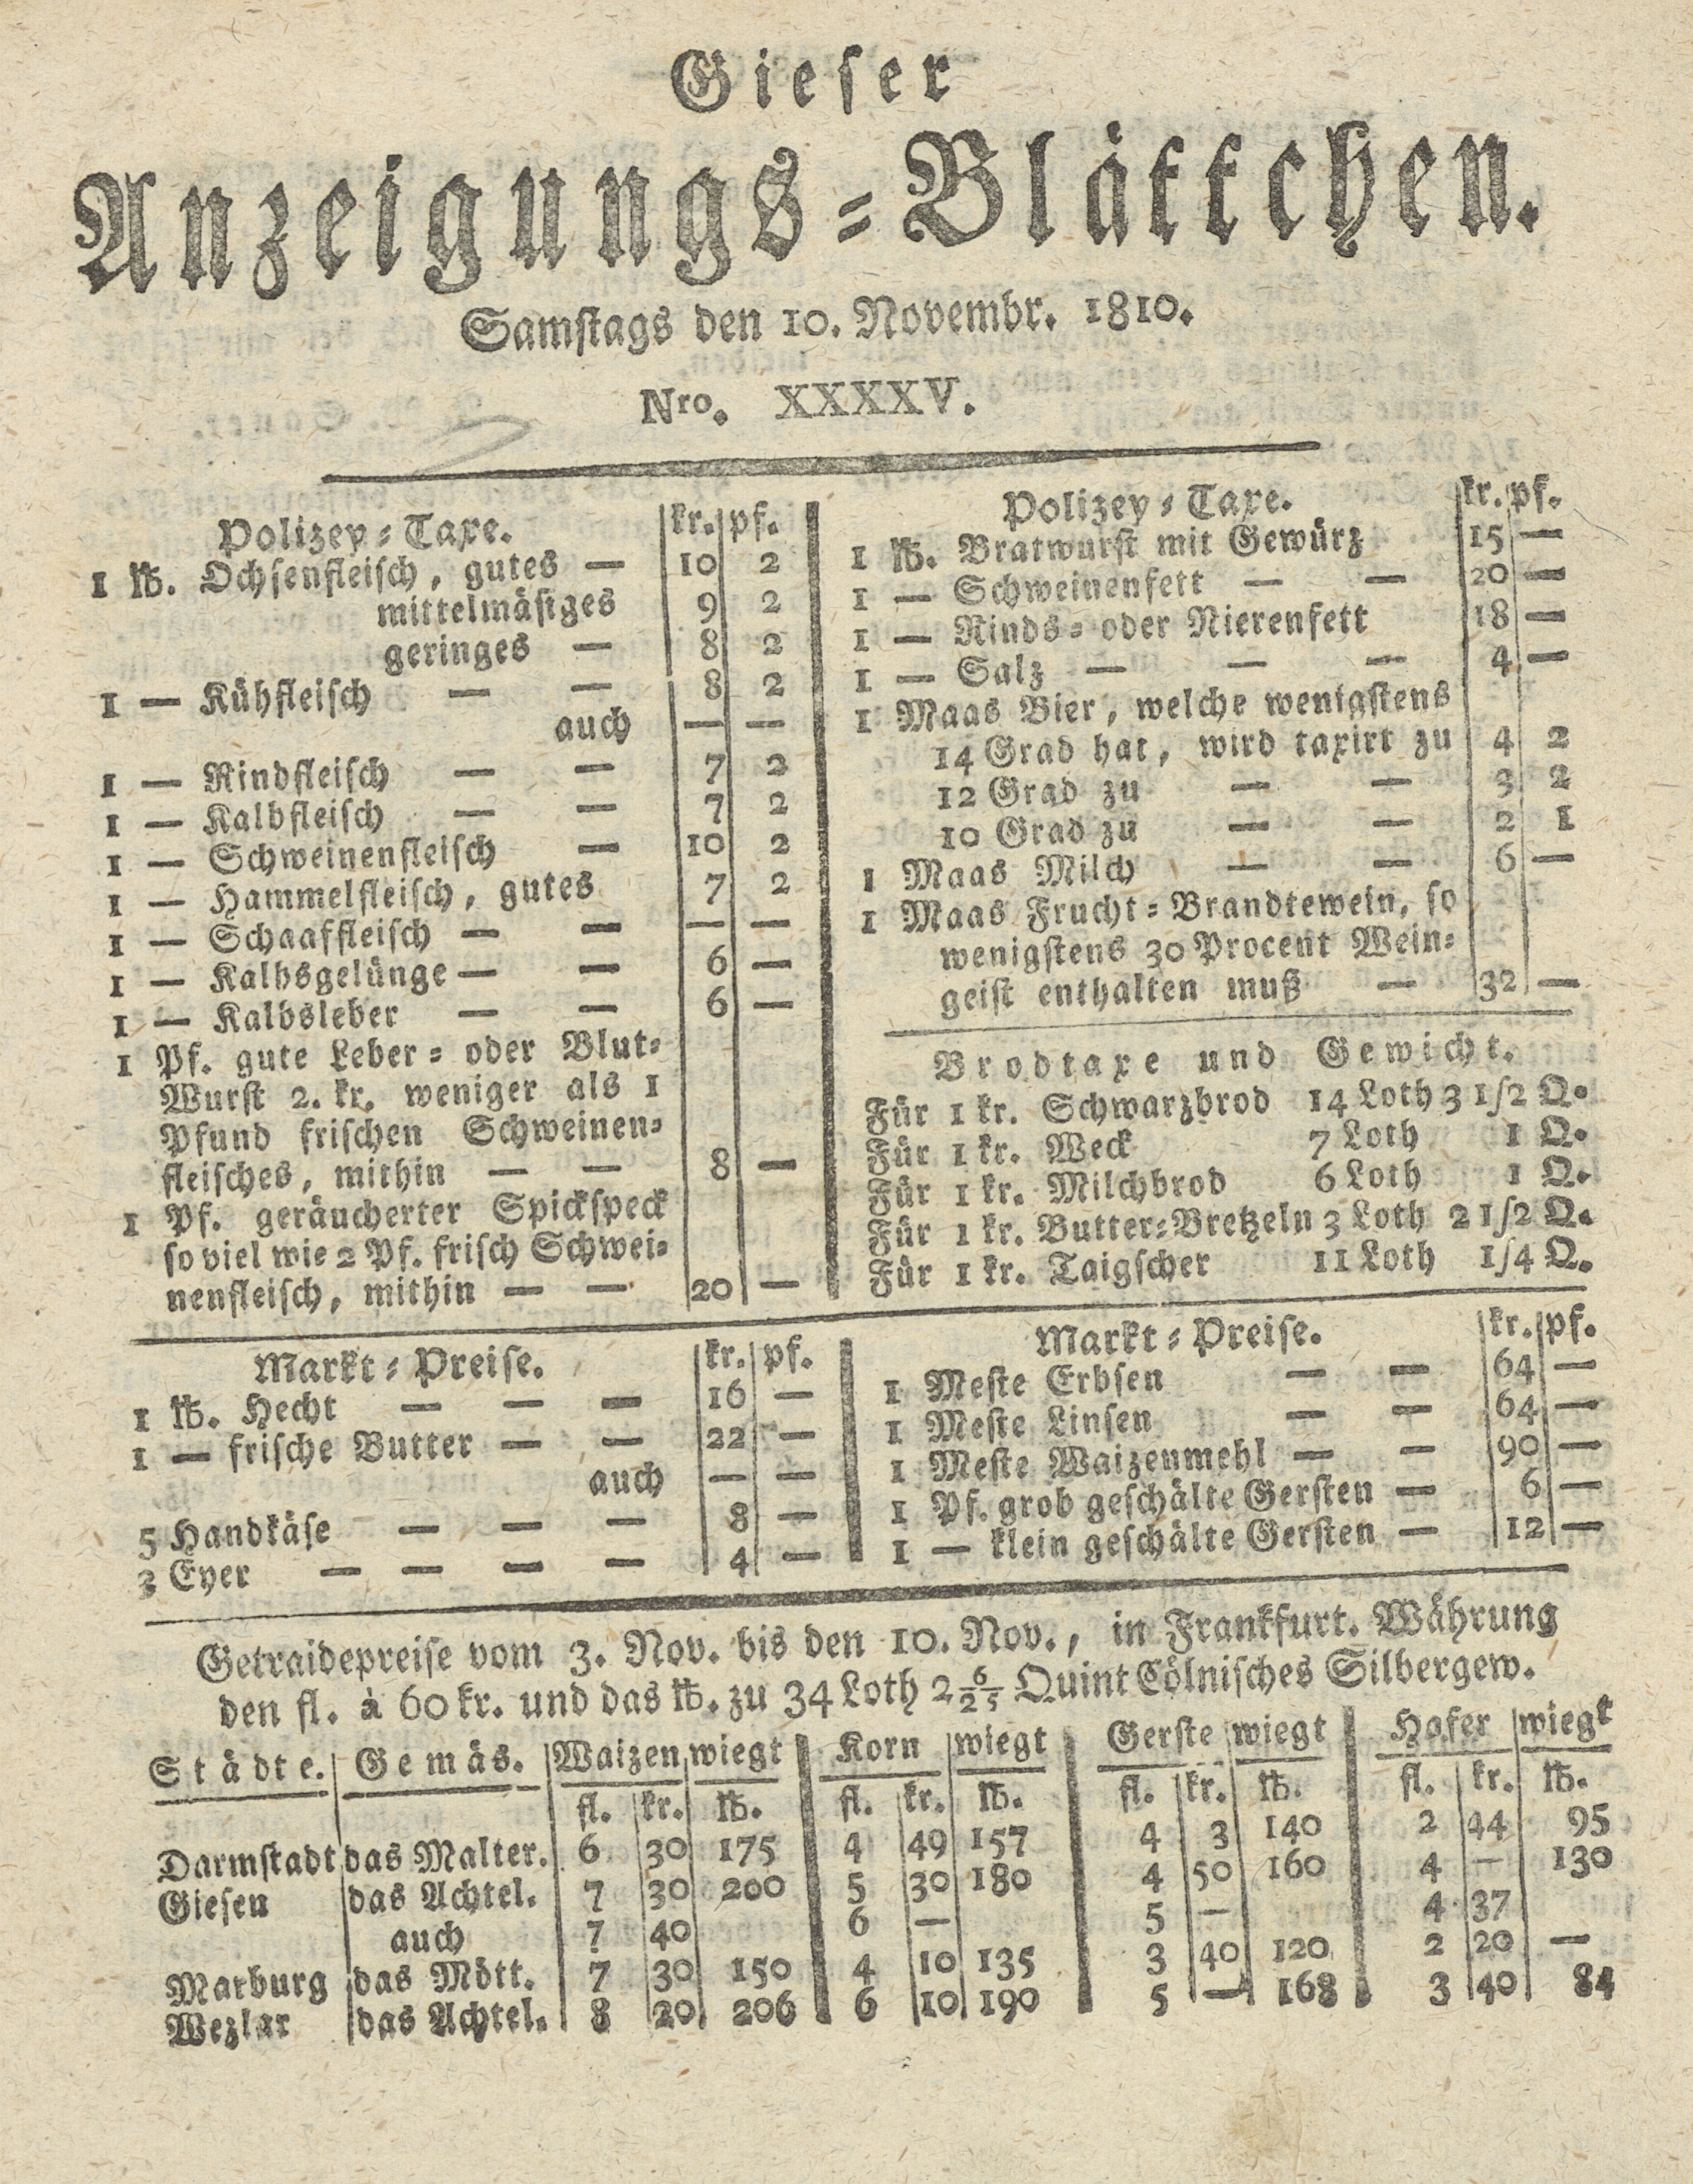 Gieser
Anzeigungs-Blättchen.
Samstags den 10. Novembr. 1810.
Nro. XXXXV.
Polizey-Taxe. kr. pf.
1 ℔. Ochsenfleisch, gutes — 10 2
mittelmäsiges 9 2
geringes — 8 2
1 — Kühfleisch — — 8 2
auch — —
1 — Rindfleisch — — 7 2
1 — Kalbfleisch — — 7 2
1 — Schweinenfleisch — 10 2
1 — Hammelfleisch, gutes 7 2
1 — Schaaffleisch — — — —
1 — Kalbsgelünge — — 6 —
1 — Kalbsleber — — 6 —
1 Pf. gute Leber- oder Blut-
Wurst 2. kr. weniger als 1
Pfund frischen Schweinen-
fleisches, mithin — — 8 —
1 Pf. geräucherter Spickspeck
so viel wie 2 Pf. frisch Schwei-
nenfleisch, mithin — — 20 —
Polizey-Taxe. kr. pf.
1 ℔. Bratwurst mit Gewürz 15 —
1 — Schweinenfett — — 20 —
1 — Rinds- oder Nierenfett 18 —
1 — Salz — — — 4 —
1 Maas Bier, welche wenigstens
14 Grad hat, wird taxirt zu 4 2
12 Grad zu — — 3 2
10 Grad zu — — 2 1
1 Maas Milch — — 6 —
1 Maas Frucht-Brandtewein, so
wenigstens 30 Procent Wein-
geist enthalten muß — 32 —
Brodtaxe und Gewicht.
Für 1 kr. Schwarzbrod 14 Loth 3 1/2 Q.
Für 1 kr. Weck 7 Loth 1 Q.
Für 1 kr. Milchbrod 6 Loth 1 Q.
Für 1 kr. Butter-Bretzeln 3 Loth 2 1/2 Q.
Für 1 kr. Taigscher 11 Loth 1/4 Q.
Markt-Preise. kr. pf.
1 ℔. Hecht — — — 16 —
1 — frische Butter — — 22 —
auch — —
5 Handkäse — — — 8 —
3 Eyer — — — — 4 —
Markt-Preise. kr. pf.
1 Meste Erbsen — — 64 —
1 Meste Linsen — — 64 —
1 Meste Waizenmehl — — 90 —
1 Pf. grob geschälte Gersten — 6 —
1 — klein geschälte Gersten — 12 —
Getraidepreise vom 3. Nov. bis den 10. Nov., in Frankfurt. Währung
den fl. à 60 kr. und das ℔. zu 34 Loth 2 6/25 Quint Cölnisches Silbergew.
Städte. Gemäs. Waizen wiegt Korn wiegt Gerste wiegt Hafer wiegt
fl. kr. ℔. fl. kr. ℔. fl. kr. ℔. fl. kr. ℔.
Darmstadt das Malter. 6 30 175 4 49 157 4 3 140 2 44 95
Giesen das Achtel. 7 30 200 5 30 180 4 50 160 4 — 130
auch 7 40 6 — 5 — 4 37
Marburg das Mött. 7 30 150 4 10 135 3 40 120 2 20 —
Wezlar das Achtel. 8 20 206 6 10 190 5 — 168 3 40 84